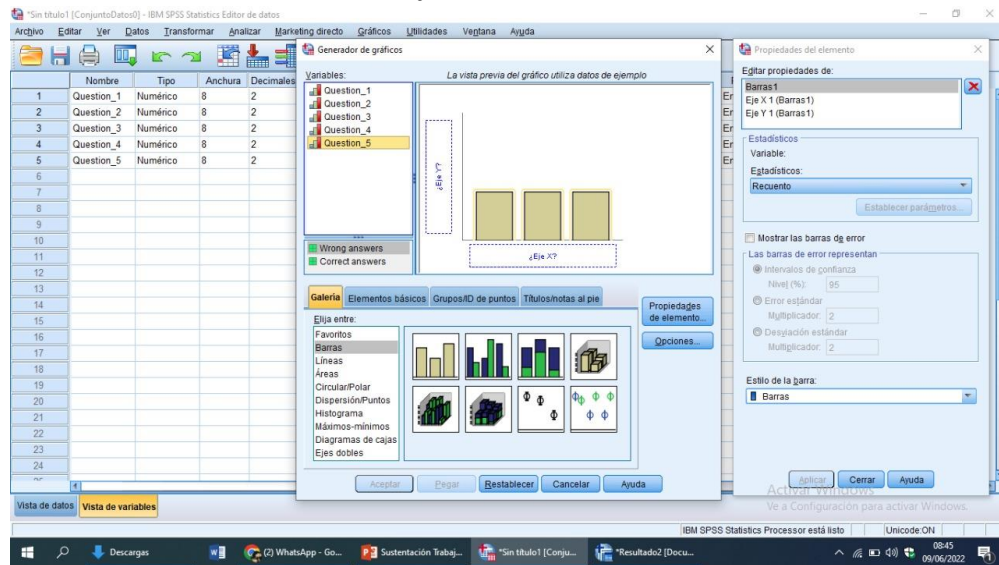 *Sin título1 [ConjuntoDatos0] - IBM SPSS Statistics Editor de datos
Archivo Editar Ver Datos Transformar Analizar Marketing directo Gráficos Utilidades Ventana Ayuda
Nombre Tipo Anchura Decimales
1 Question_1 Numérico 8 2
2 Question_2 Numérico 8 2
3 Question_3 Numérico 8 2
4 Question_4 Numérico 8 2
5 Question_5 Numérico 8 2
6
7
8
9
10
11
12
13
14
15
16
17
18
19
20
21
22
23
24
Vista de datos Vista de variables
Generador de gráficos
Variables:
La vista previa del gráfico utiliza datos de ejemplo
Question_1
Question_2
Question_3
Question_4
Question_5
¿Eje Y?
¿Eje X?
Wrong answers
Correct answers
Galería Elementos básicos Grupos/ID de puntos Títulos/notas al pie
Elija entre:
Favoritos
Barras
Líneas
Áreas
Circular/Polar
Dispersión/Puntos
Histograma
Máximos-mínimos
Diagramas de cajas
Ejes dobles
Propiedades
de elemento...
Opciones...
Aceptar Pegar Restablecer Cancelar Ayuda
Propiedades del elemento
Editar propiedades de:
Barras1
Eje X 1 (Barras1)
Eje Y 1 (Barras1)
Estadísticos
Variable:
Estadísticos:
Recuento
Establecer parámetros...
Mostrar las barras de error
Las barras de error representan
Intervalos de confianza
Nivel (%): 95
Error estándar
Multiplicador: 2
Desviación estándar
Multiplicador: 2
Estilo de la barra:
Barras
Aplicar Cerrar Ayuda
Activar Windows
Ve a Configuración para activar Windows.
IBM SPSS Statistics Processor está listo Unicode:ON
Descargas
(2) WhatsApp - Go...
Sustentación Trabaj...
*Sin título1 [Conju...
*Resultado2 [Docu...
08:45
09/06/2022